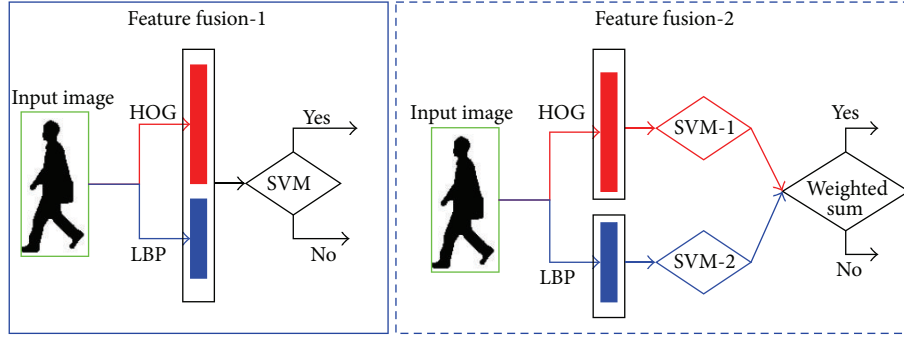 Feature fusion-1
Input image
HOG
LBP
SVM
Yes
No
Feature fusion-2
Input image
HOG
LBP
SVM-1
SVM-2
Weighted
sum
Yes
No